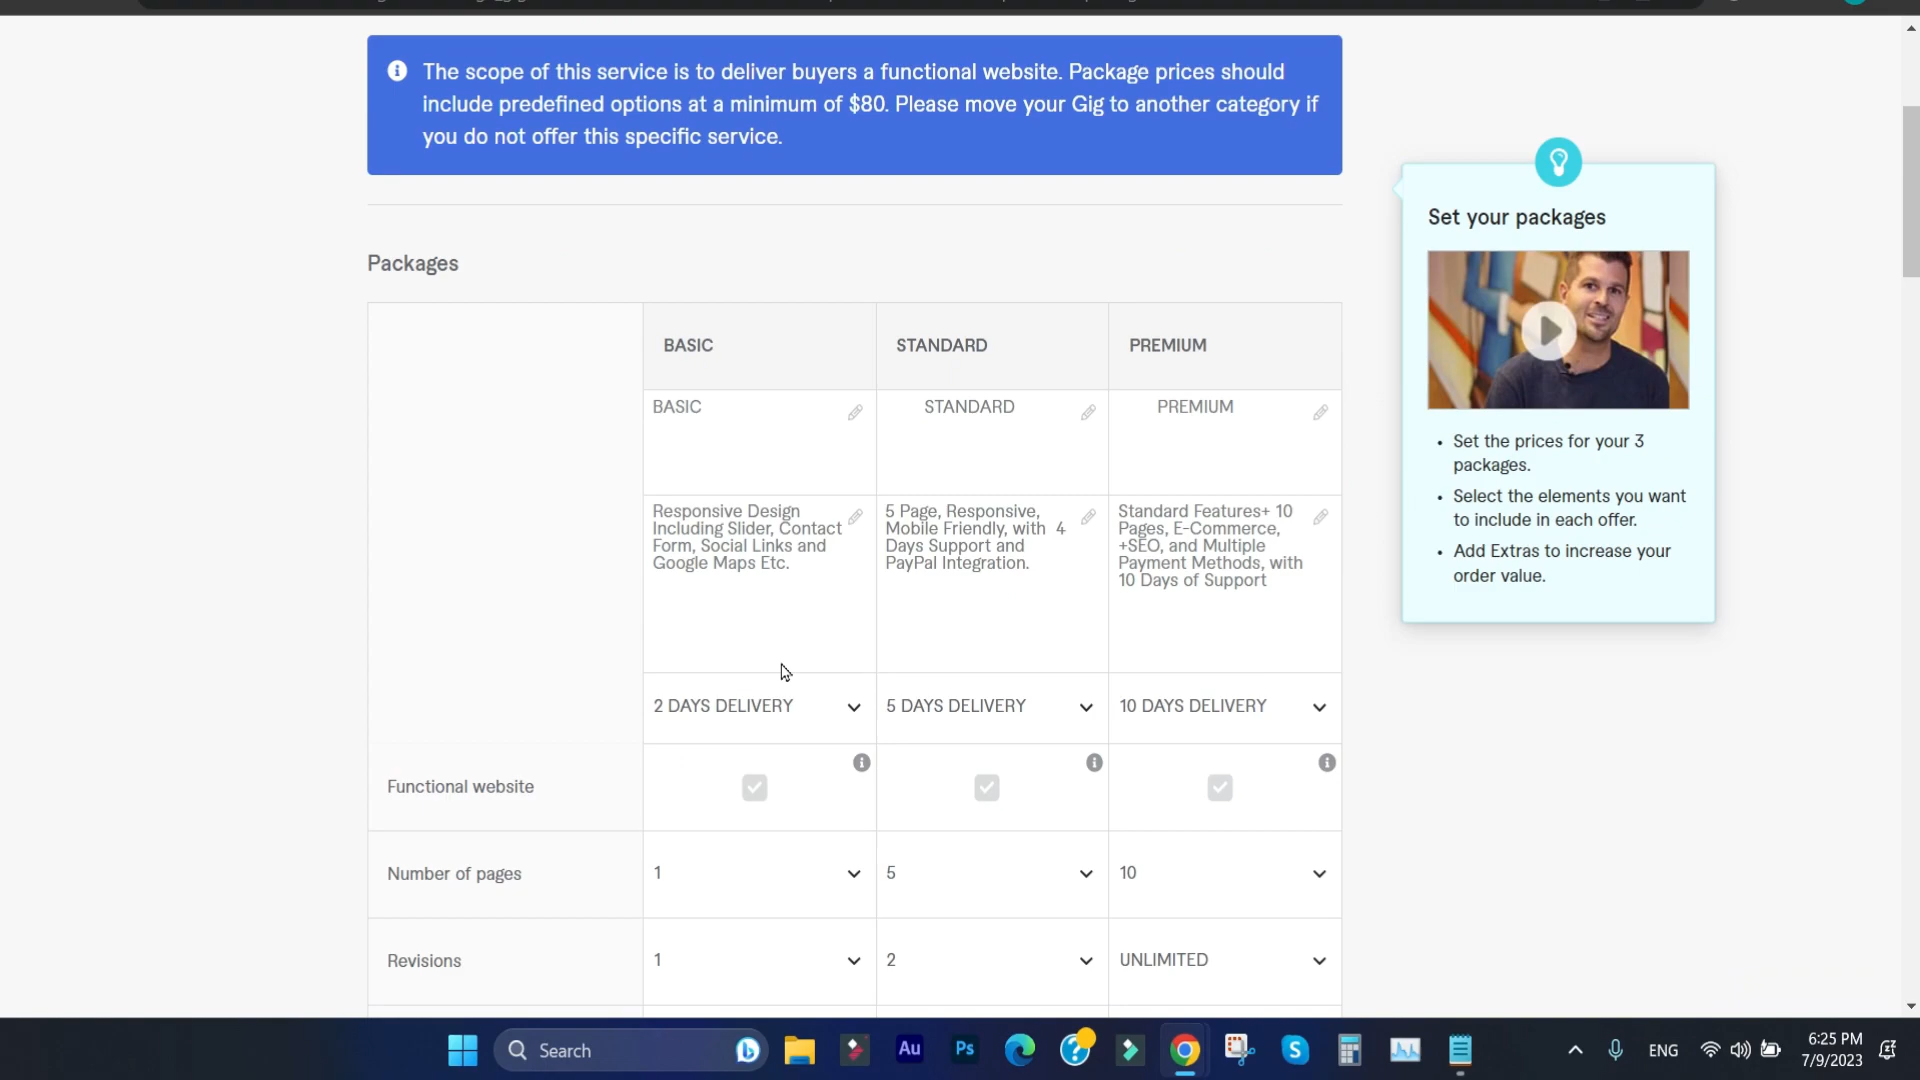 The scope of this service is to deliver buyers a functional website. Package prices should
include predefined options at a minimum of $80. Please move your Gig to another category if
you do not offer this specific service.
Set your packages
Packages
BASIC
STANDARD
PREMIUM
BASIC
STANDARD
PREMIUM
Set the prices for your 3
packages.
Select the elements you want
to include in each offer.
Add Extras to increase your
order value.
Responsive Design
Including Slider, Contact
Form, Social Links and
Google Maps Etc.
5 Page, Responsive,
Mobile Friendly, with 4
Days Support and
PayPal Integration.
Standard Features+ 10
Pages, E-Commerce,
+SEO, and Multiple
Payment Methods, with
10 Days of Support
2 DAYS DELIVERY
5 DAYS DELIVERY
10 DAYS DELIVERY
Functional website
Number of pages
1
5
10
Revisions
1
2
UNLIMITED
Search
Au
Ps
ENG
6:25 PM
7/9/2023